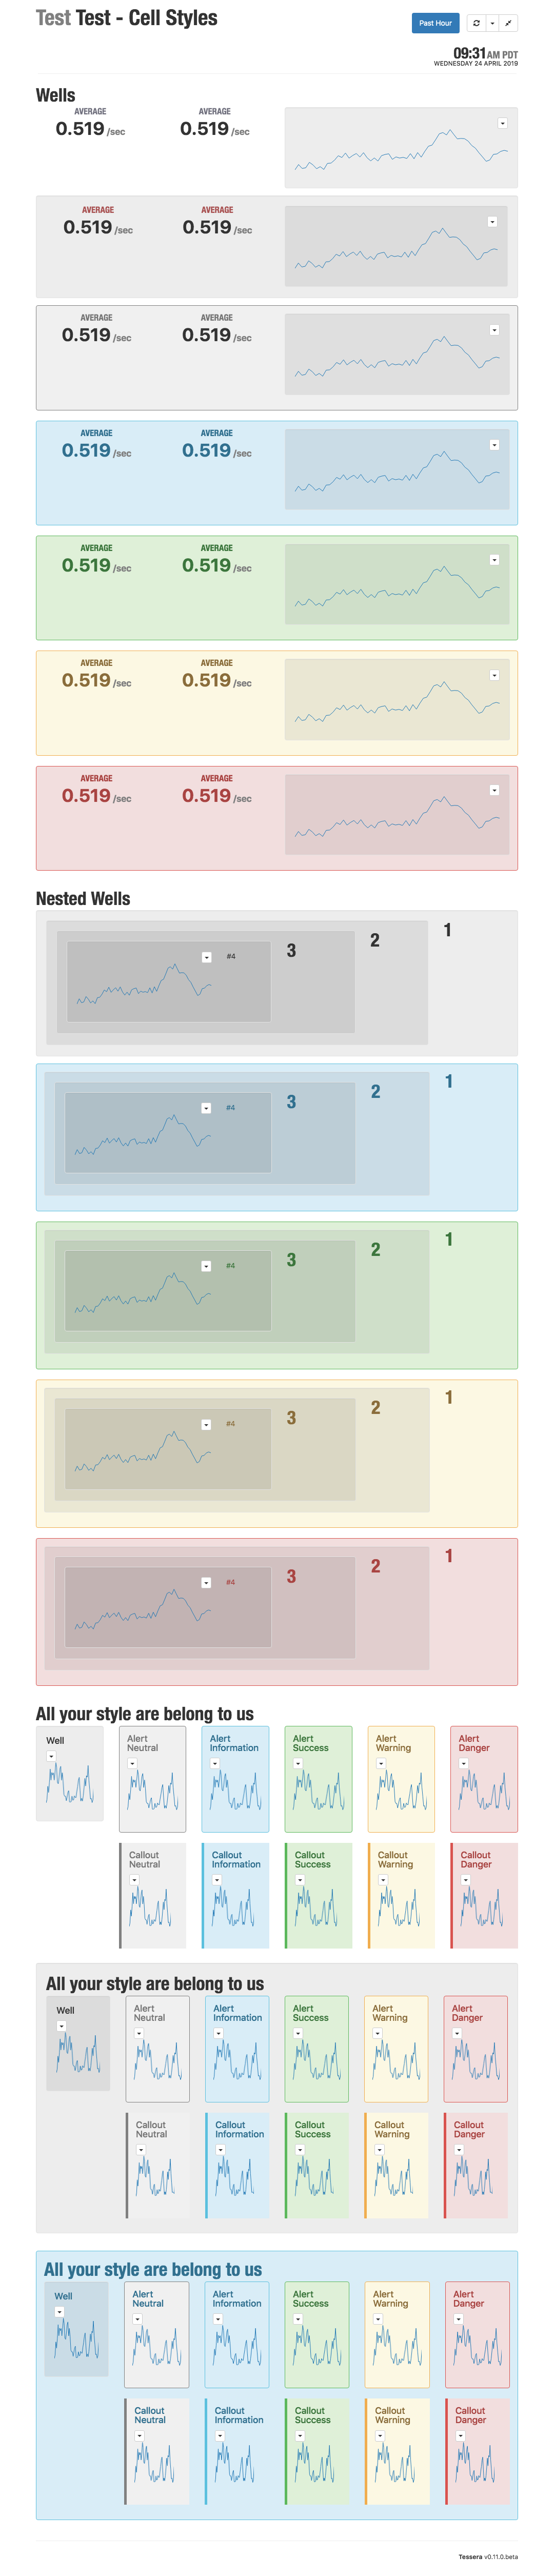 Test Test - Cell Styles
Past Hour
09:31 AM PDT
WEDNESDAY 24 APRIL 2019
Wells
AVERAGE AVERAGE
0.519 /sec 0.519 /sec
AVERAGE AVERAGE
0.519 /sec 0.519 /sec
AVERAGE AVERAGE
0.519 /sec 0.519 /sec
AVERAGE AVERAGE
0.519 /sec 0.519 /sec
AVERAGE AVERAGE
0.519 /sec 0.519 /sec
AVERAGE AVERAGE
0.519 /sec 0.519 /sec
AVERAGE AVERAGE
0.519 /sec 0.519 /sec
Nested Wells
#4 3 2 1
#4 3 2 1
#4 3 2 1
#4 3 2 1
#4 3 2 1
All your style are belong to us
Well
Alert
Neutral
Alert
Information
Alert
Success
Alert
Warning
Alert
Danger
Callout
Neutral
Callout
Information
Callout
Success
Callout
Warning
Callout
Danger
All your style are belong to us
Well
Alert
Neutral
Alert
Information
Alert
Success
Alert
Warning
Alert
Danger
Callout
Neutral
Callout
Information
Callout
Success
Callout
Warning
Callout
Danger
All your style are belong to us
Well
Alert
Neutral
Alert
Information
Alert
Success
Alert
Warning
Alert
Danger
Callout
Neutral
Callout
Information
Callout
Success
Callout
Warning
Callout
Danger
Tessera v0.11.0.beta